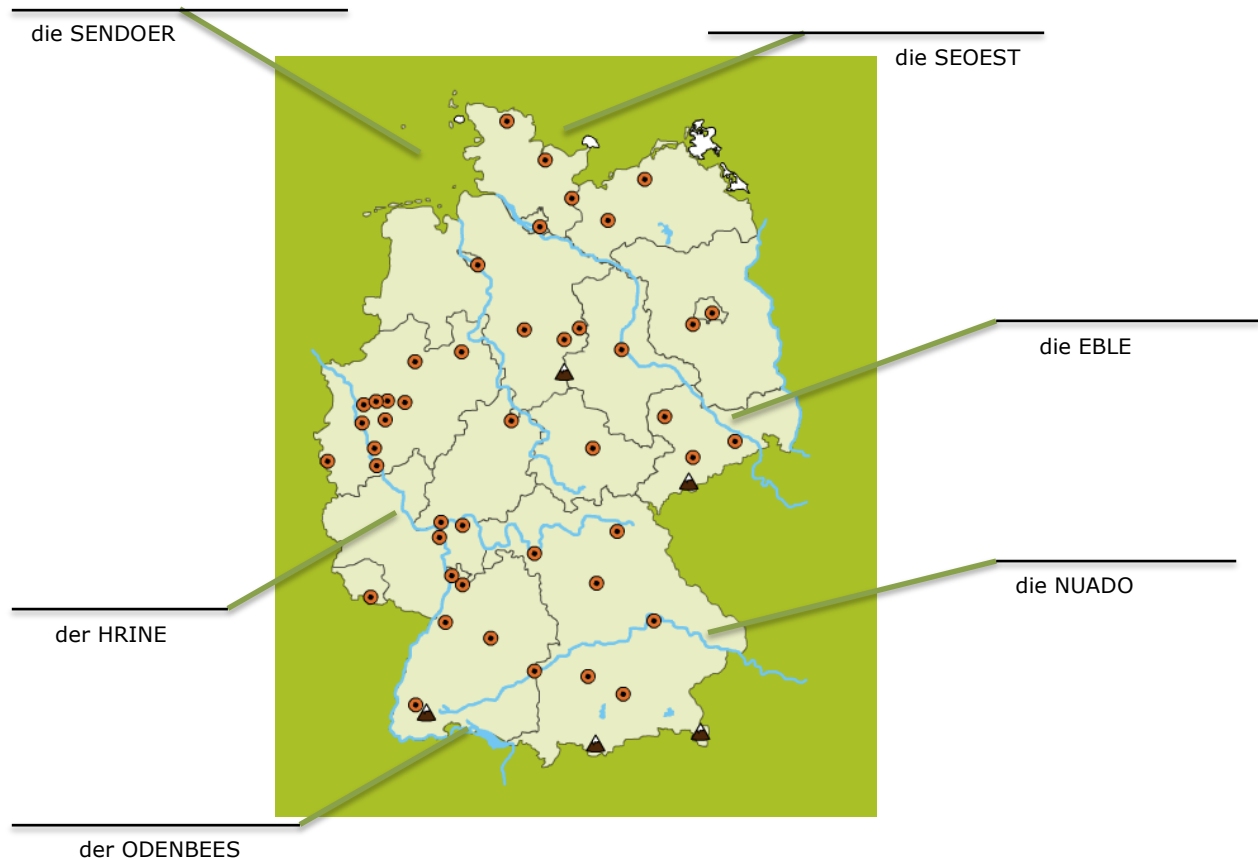 die SENDOER
die SEOEST
die EBLE
die NUADO
der HRINE
der ODENBEES